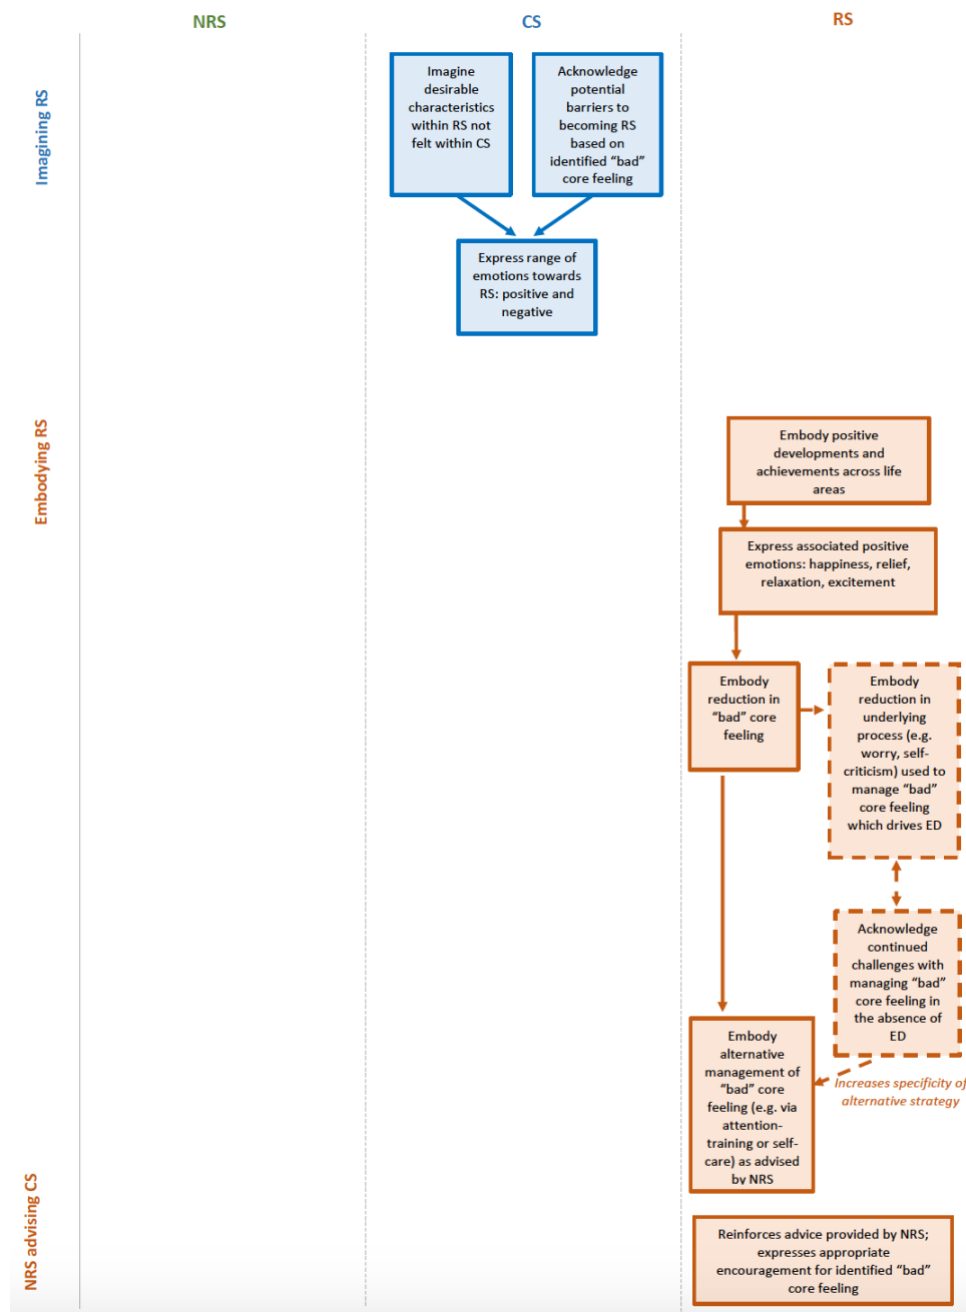 NRS
CS
RS
Imagining RS
Imagine
desirable
characteristics
within RS not
felt within CS
Acknowledge
potential
barriers to
becoming RS
based on
identified “bad”
core feeling
Express range of
emotions towards
RS: positive and
negative
Embodying RS
Embody positive
developments and
achievements across life
areas
Express associated positive
emotions: happiness, relief,
relaxation, excitement
Embody
reduction in
“bad” core
feeling
Embody
reduction in
underlying
process (e.g.
worry, self-
criticism) used to
manage “bad”
core feeling
which drives ED
Acknowledge
continued
challenges with
managing “bad”
core feeling in
the absence of
ED
Increases specificity of
alternative strategy
Embody
alternative
management of
“bad” core
feeling (e.g. via
attention-
training or self-
care) as advised
by NRS
NRS advising CS
Reinforces advice provided by NRS;
expresses appropriate
encouragement for identified “bad”
core feeling